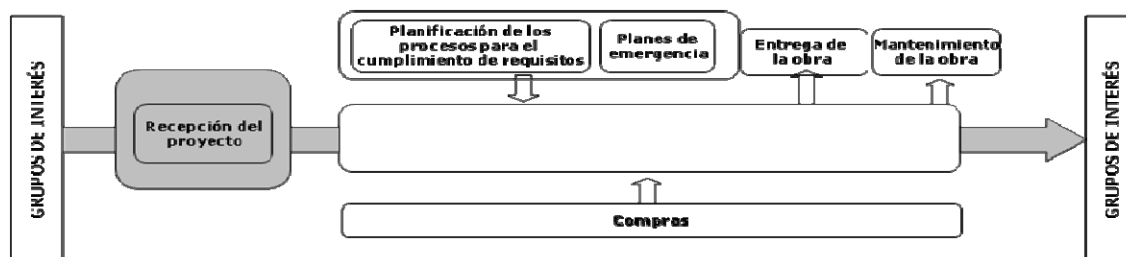 GRUPOS DE INTERÉS
Recepción del
proyecto
Planificación de los
procesos para el
cumplimiento de requisitos
Planes de
emergencia
Entrega de
la obra
Mantenimiento
de la obra
Compras
GRUPOS DE INTERÉS